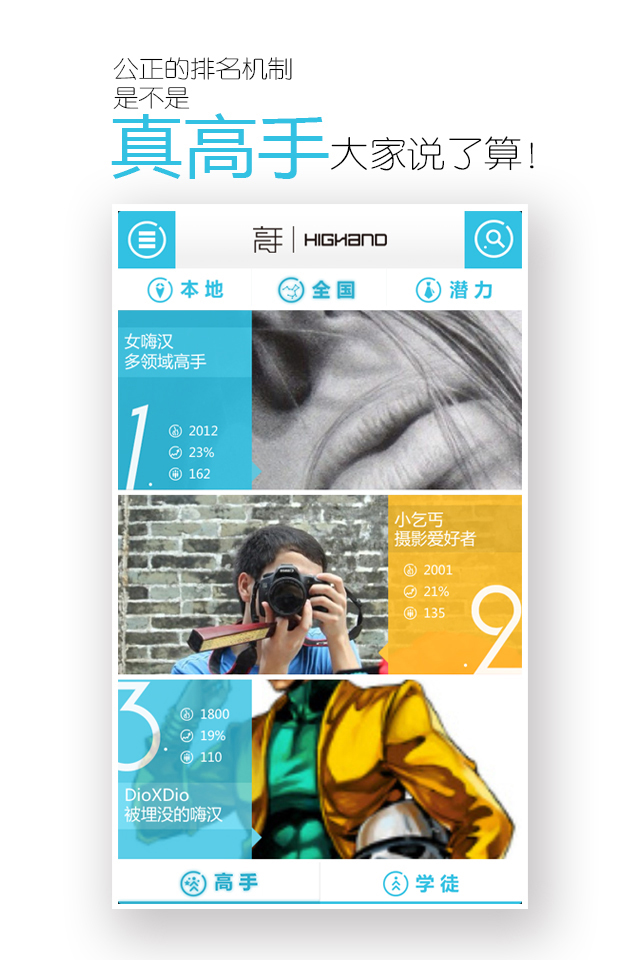 公正的排名机制
是不是
真高手大家说了算!
HIGHAND
本地
全国
潜力
女嗨汉
多领域高手
1.
2012
23%
162
小乞丐
摄影爱好者
2001
21%
135
.2
3.
1800
19%
110
DioXDio
被埋没的嗨汉
高手
学徒